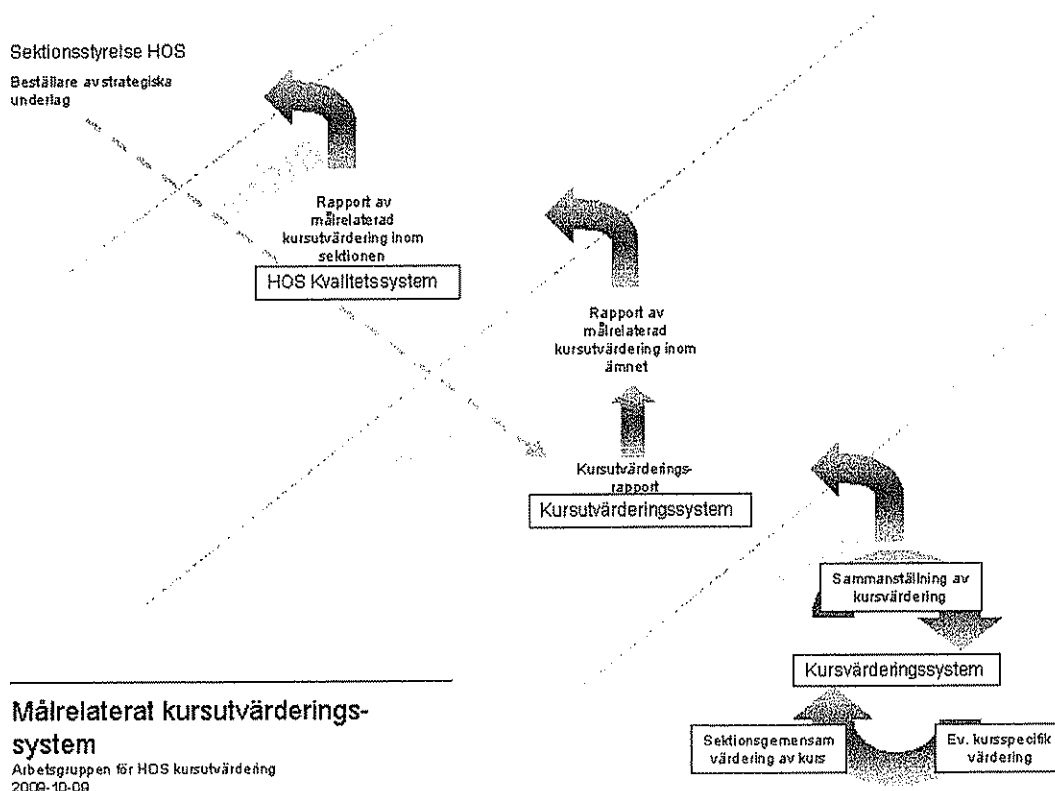 Sektionsstyrelse HOS
Beställare av strategiska
underlag
Rapport av
målrelaterad
kursutvärdering inom
sektionen
HOS Kvalitetssystem
Rapport av
målrelaterad
kursutvärdering inom
ämnet
Kursutvärderings-
rapport
Kursutvärderingssystem
Sammanställning av
kursvärdering
Kursvärderingssystem
Sektionsgemensam
värdering av kurs
Ev. kursspecifik
värdering
Målrelaterat kursutvärderings-
system
Arbetsgruppen för HOS kursutvärdering
2009-10-09